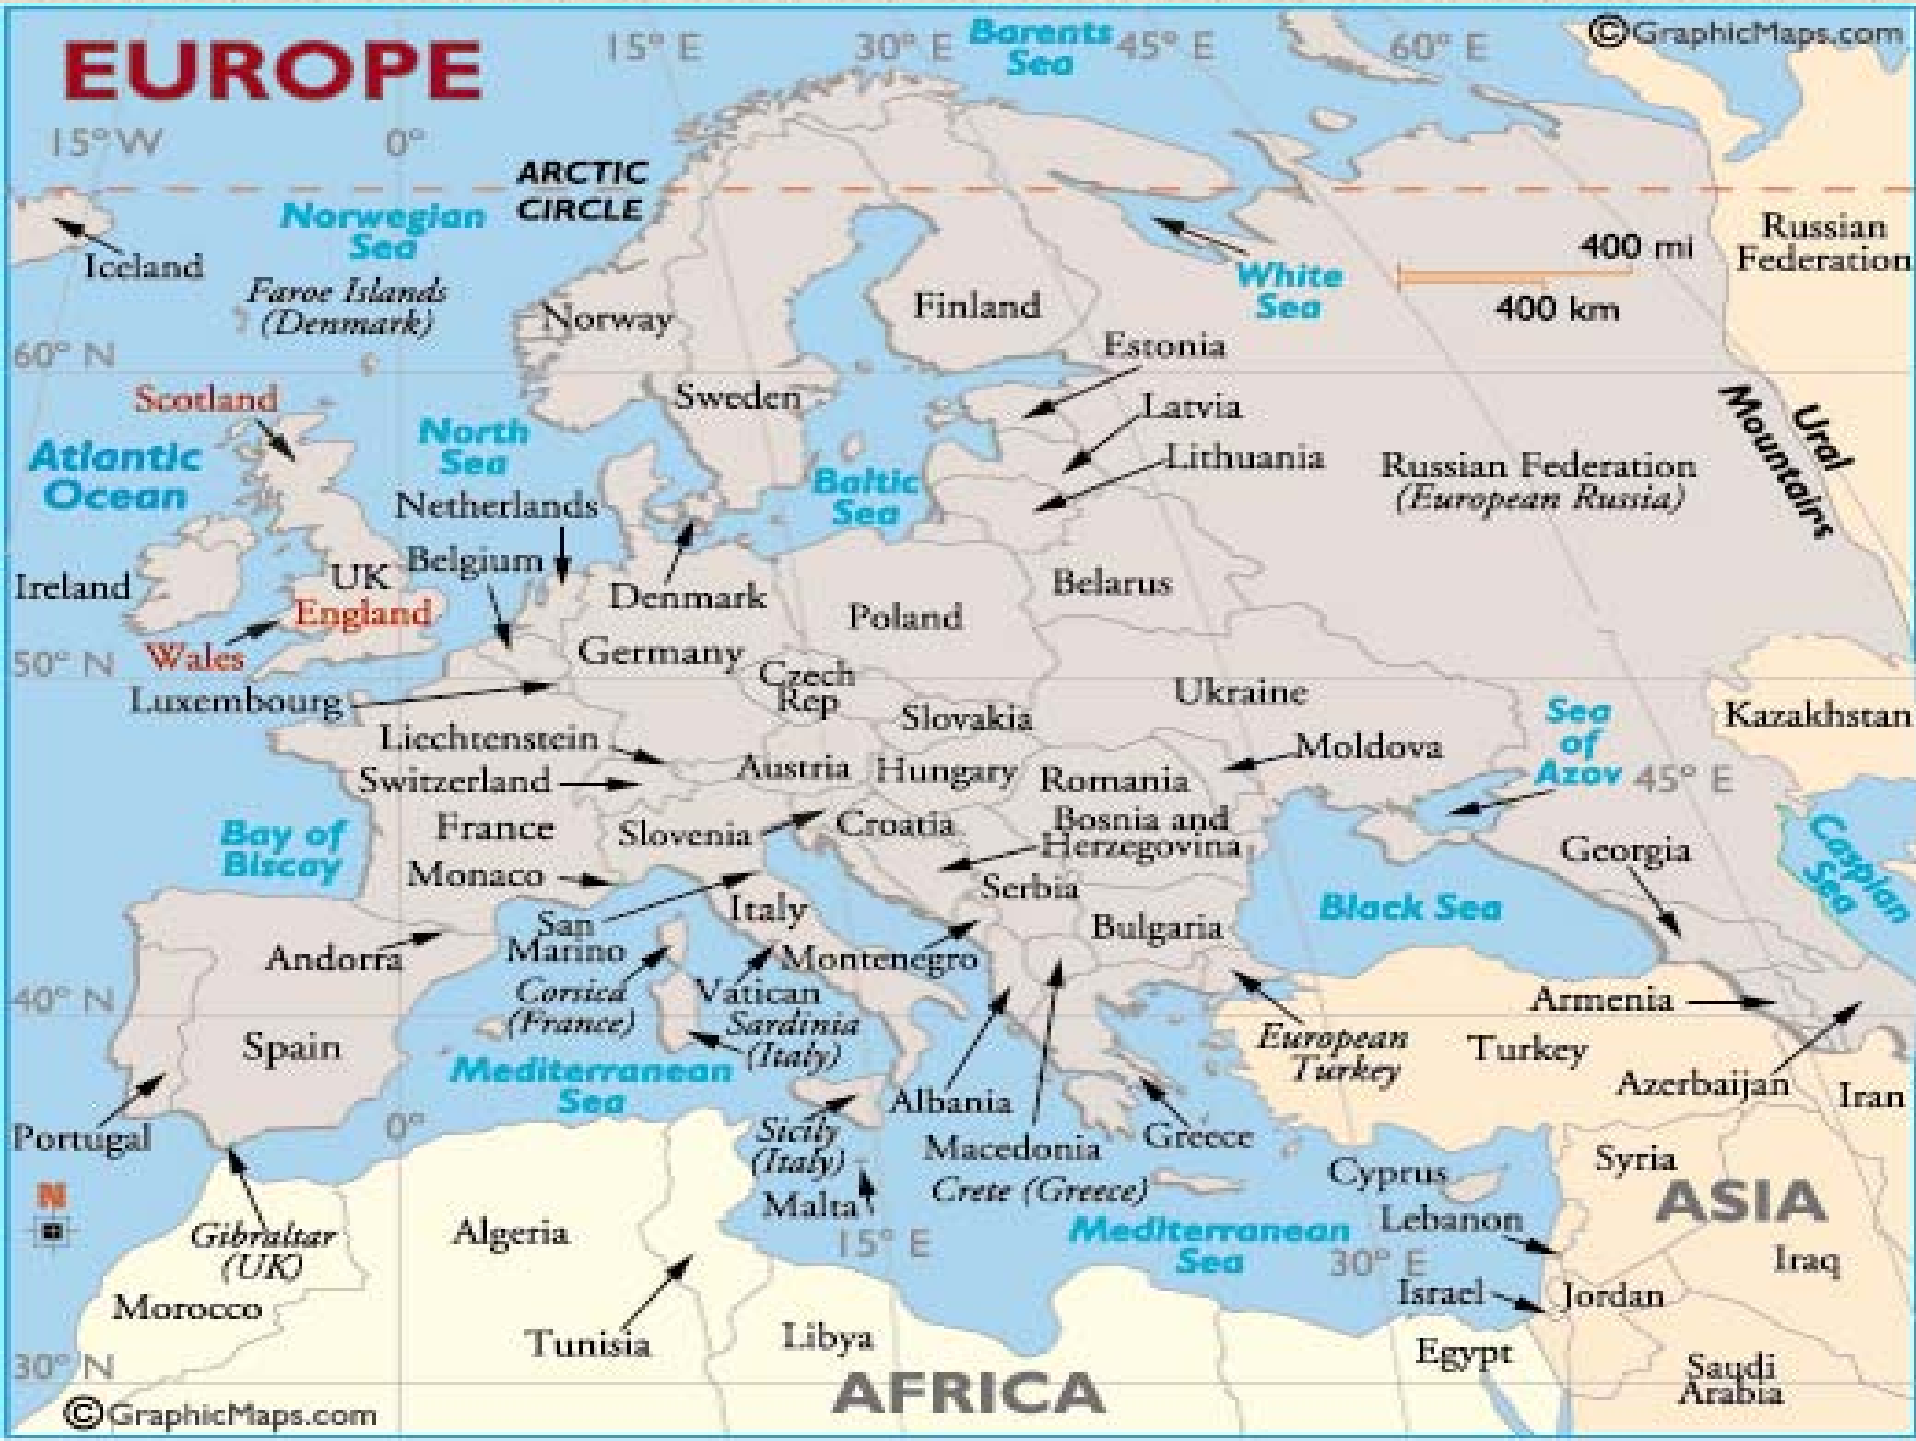 ©GraphicMaps.com
EUROPE
15° E
30° E
Barents
Sea
45° E
60° E
15° W
0°
ARCTIC
CIRCLE
Norwegian
Sea
Iceland
Faroe Islands
(Denmark)
Russian
Federation
400 mi
400 km
White
Sea
Norway
Finland
60° N
Estonia
Scotland
Sweden
Latvia
Ural
Mountains
Atlantic
Ocean
North
Sea
Lithuania
Russian Federation
(European Russia)
Baltic
Sea
Netherlands
Belgium
Ireland
UK
England
Denmark
Belarus
Poland
Wales
50° N
Germany
Czech
Rep
Luxembourg
Ukraine
Slovakia
Sea
of
Azov
Kazakhstan
Liechtenstein
Moldova
Switzerland
Austria
Hungary
Romania
45° E
Bay of
Biscay
France
Slovenia
Croatia
Bosnia and
Herzegovina
Georgia
Caspian
Sea
Monaco
Serbia
San
Marino
Italy
Black Sea
Bulgaria
Andorra
Montenegro
40° N
Corsica
(France)
Vatican
Armenia
Sardinia
(Italy)
European
Turkey
Turkey
Spain
Mediterranean
Sea
Azerbaijan
Iran
Albania
Portugal
0°
Sicily
(Italy)
Macedonia
Greece
Syria
Cyprus
Crete (Greece)
N
Malta
ASIA
Gibraltar
(UK)
Algeria
15° E
Mediterranean
Sea
Lebanon
30° E
Iraq
Morocco
Israel
Jordan
Tunisia
Libya
Egypt
30° N
Saudi
Arabia
AFRICA
©GraphicMaps.com